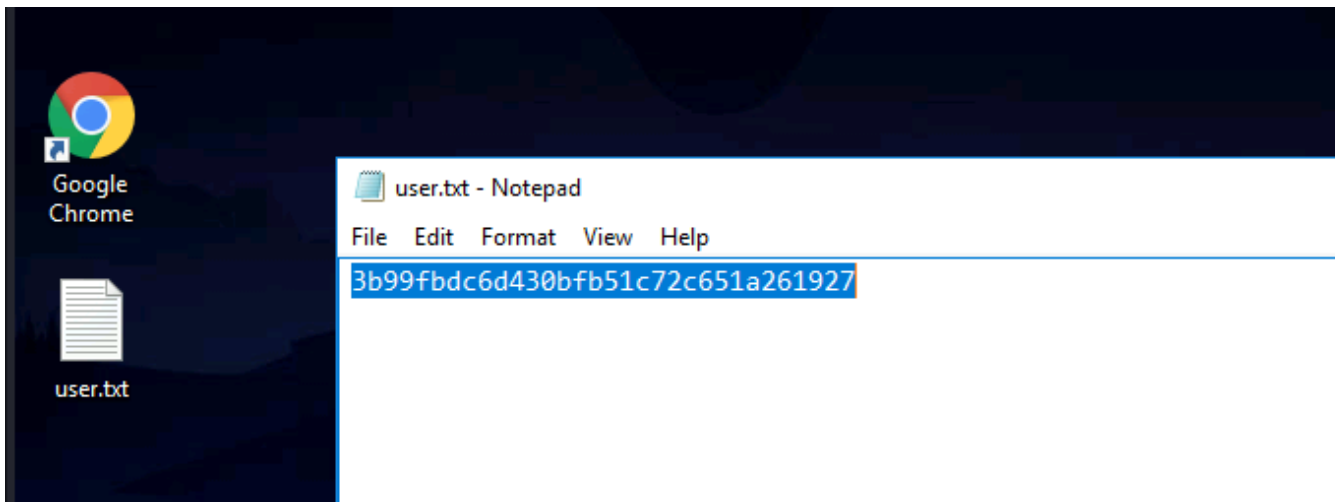 Google
Chrome
user.txt
user.txt - Notepad
File Edit Format View Help
3b99fbdc6d430bfb51c72c651a261927